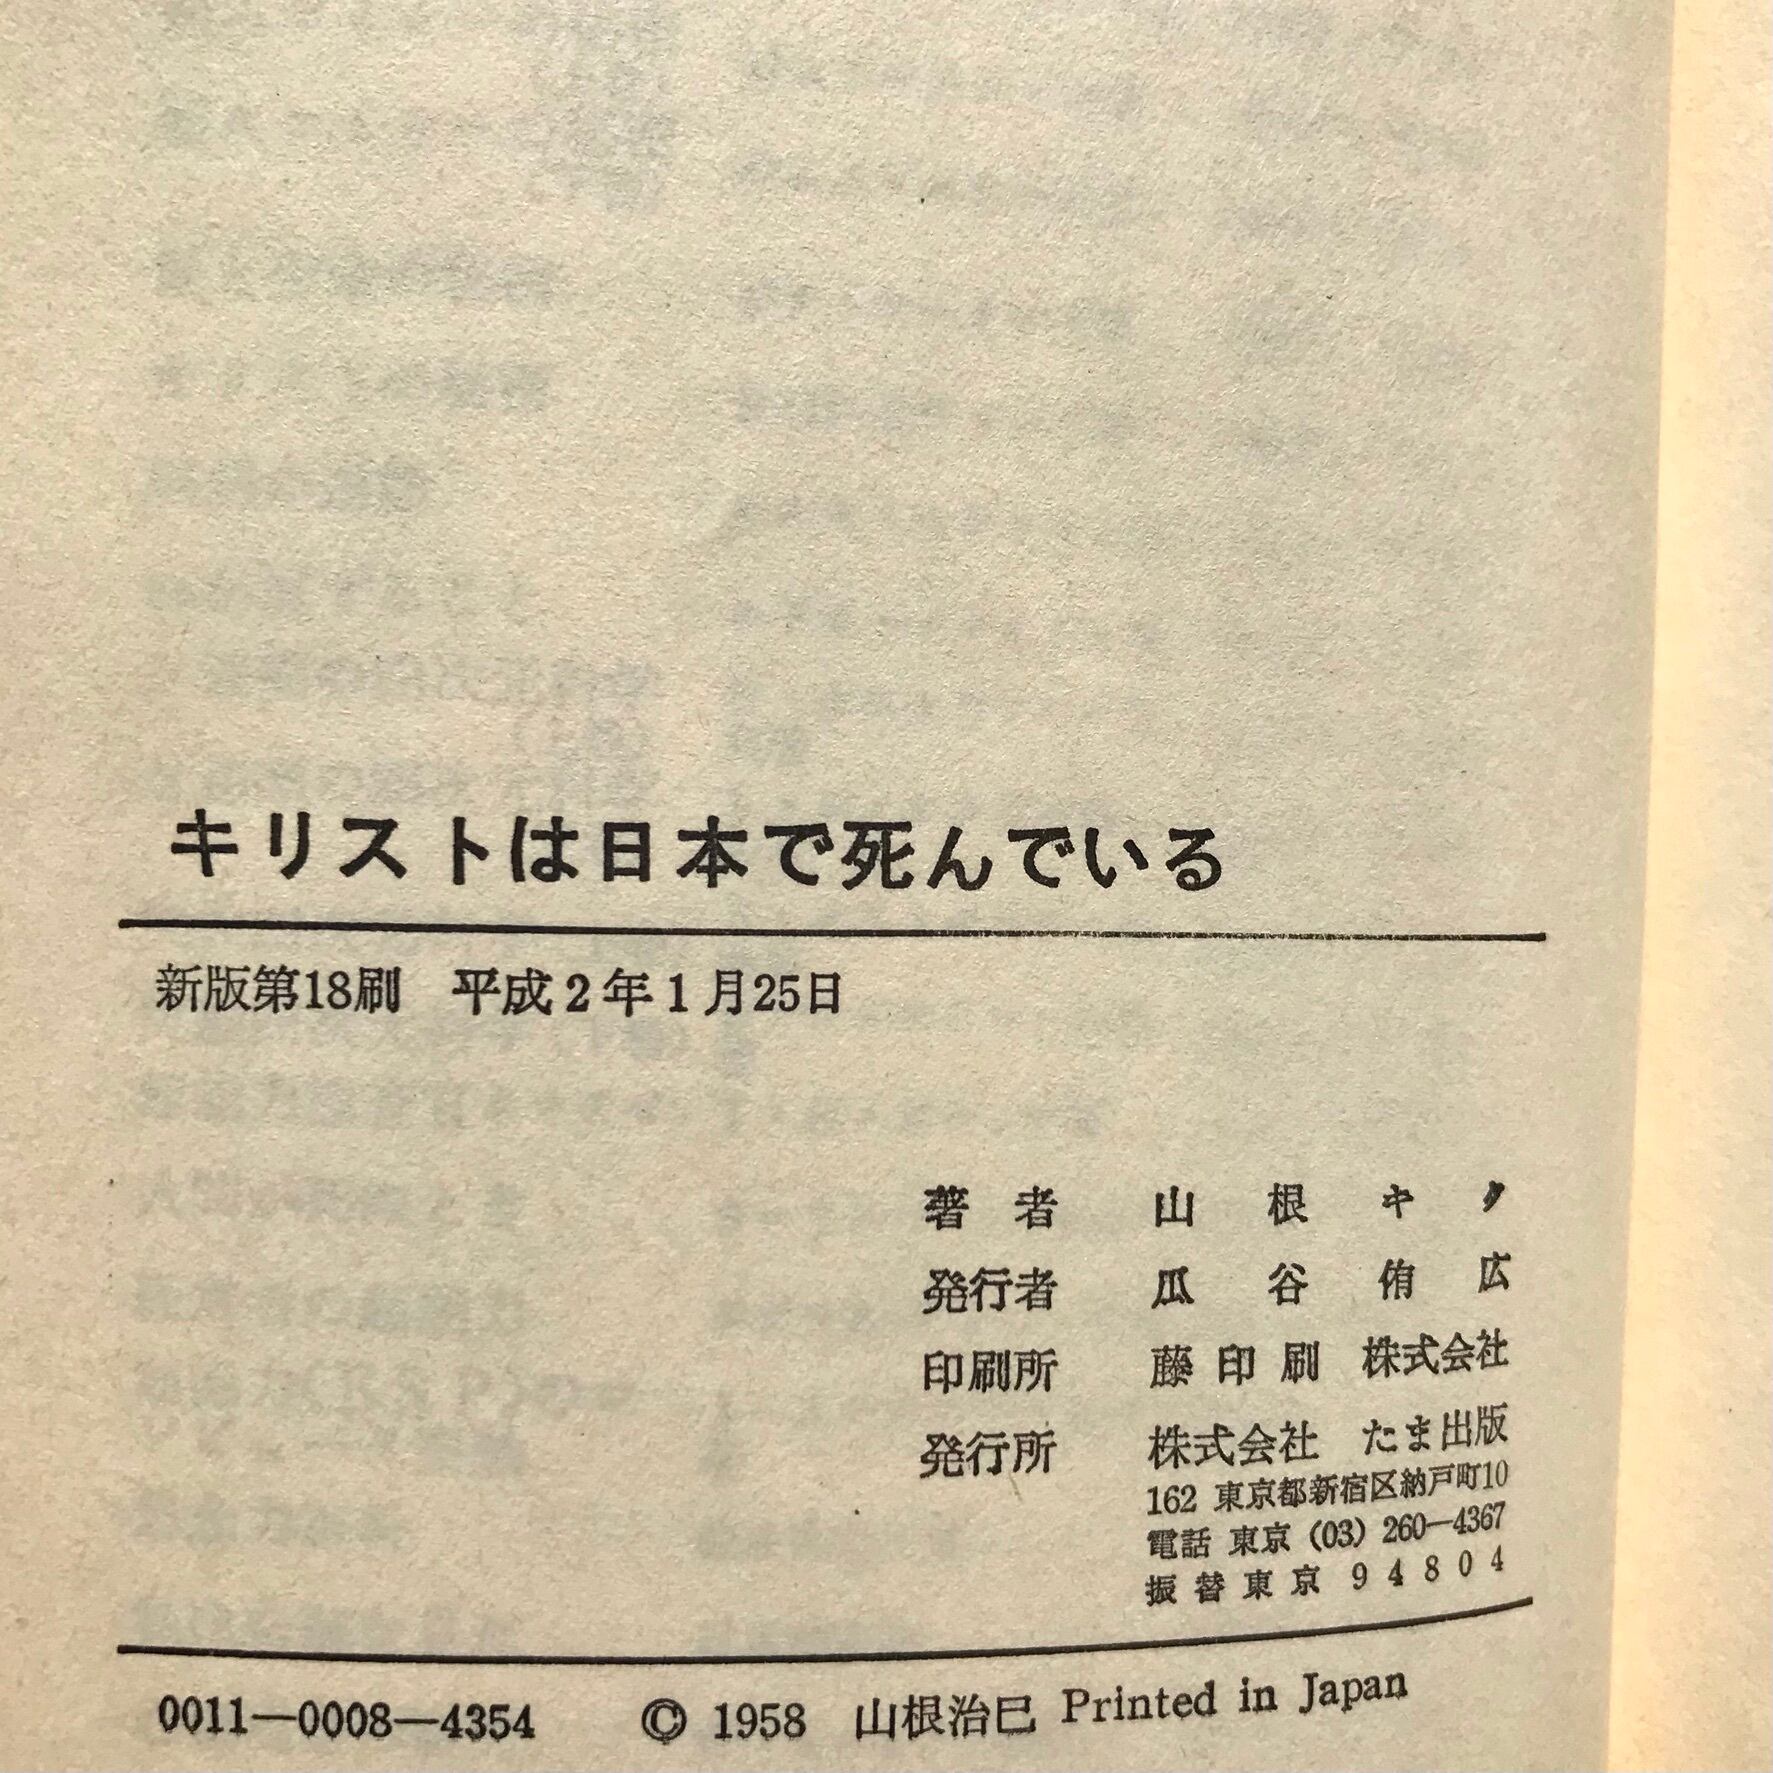 キリストは日本で死んでいる
新版第18刷　平成2年1月25日
著者　山根キク
発行者　瓜谷侑広
印刷所　藤印刷株式会社
発行所　株式会社　たま出版
162 東京都新宿区納戸町10
電話 東京 (03) 260—4367
振替東京 94804
0011—0008—4354　© 1958　山根治巳 Printed in Japan